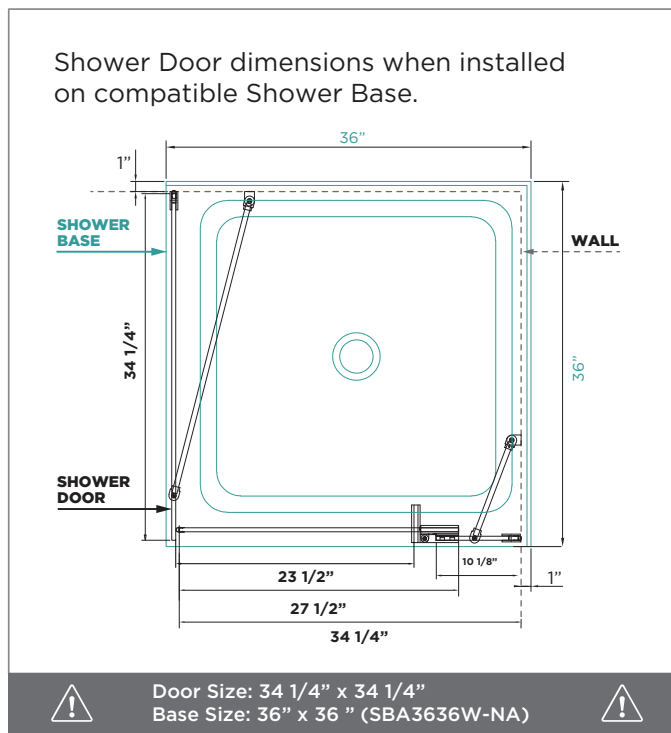 Shower Door dimensions when installed
on compatible Shower Base.
36”
1”
SHOWER
BASE
WALL
34 1/4”
36”
SHOWER
DOOR
23 1/2”
10 1/8”
1”
27 1/2”
34 1/4”
Door Size: 34 1/4” x 34 1/4”
Base Size: 36” x 36 ” (SBA3636W-NA)